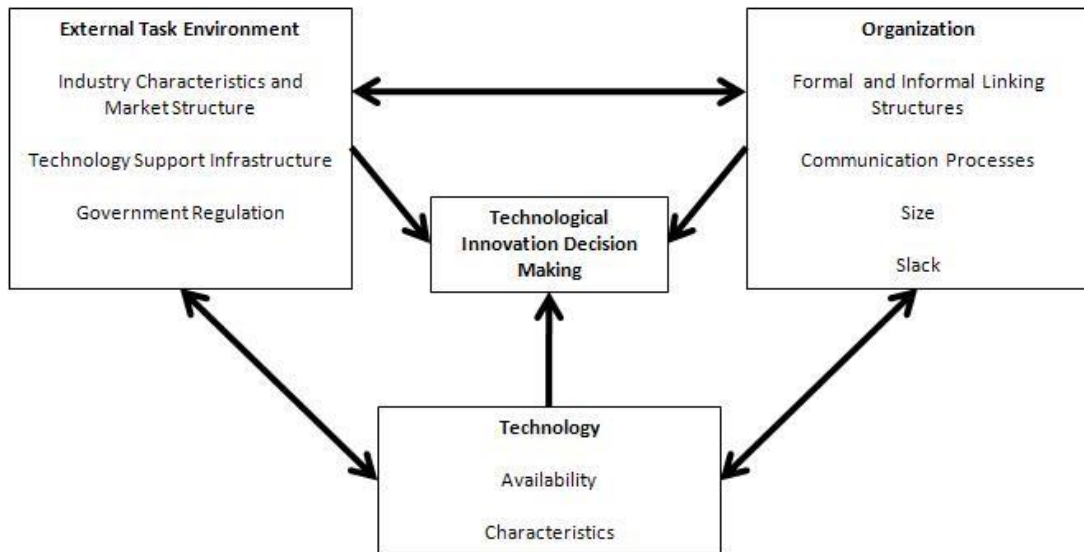 External Task Environment
Industry Characteristics and
Market Structure
Technology Support Infrastructure
Government Regulation
Organization
Formal and Informal Linking
Structures
Communication Processes
Size
Slack
Technological
Innovation Decision
Making
Technology
Availability
Characteristics